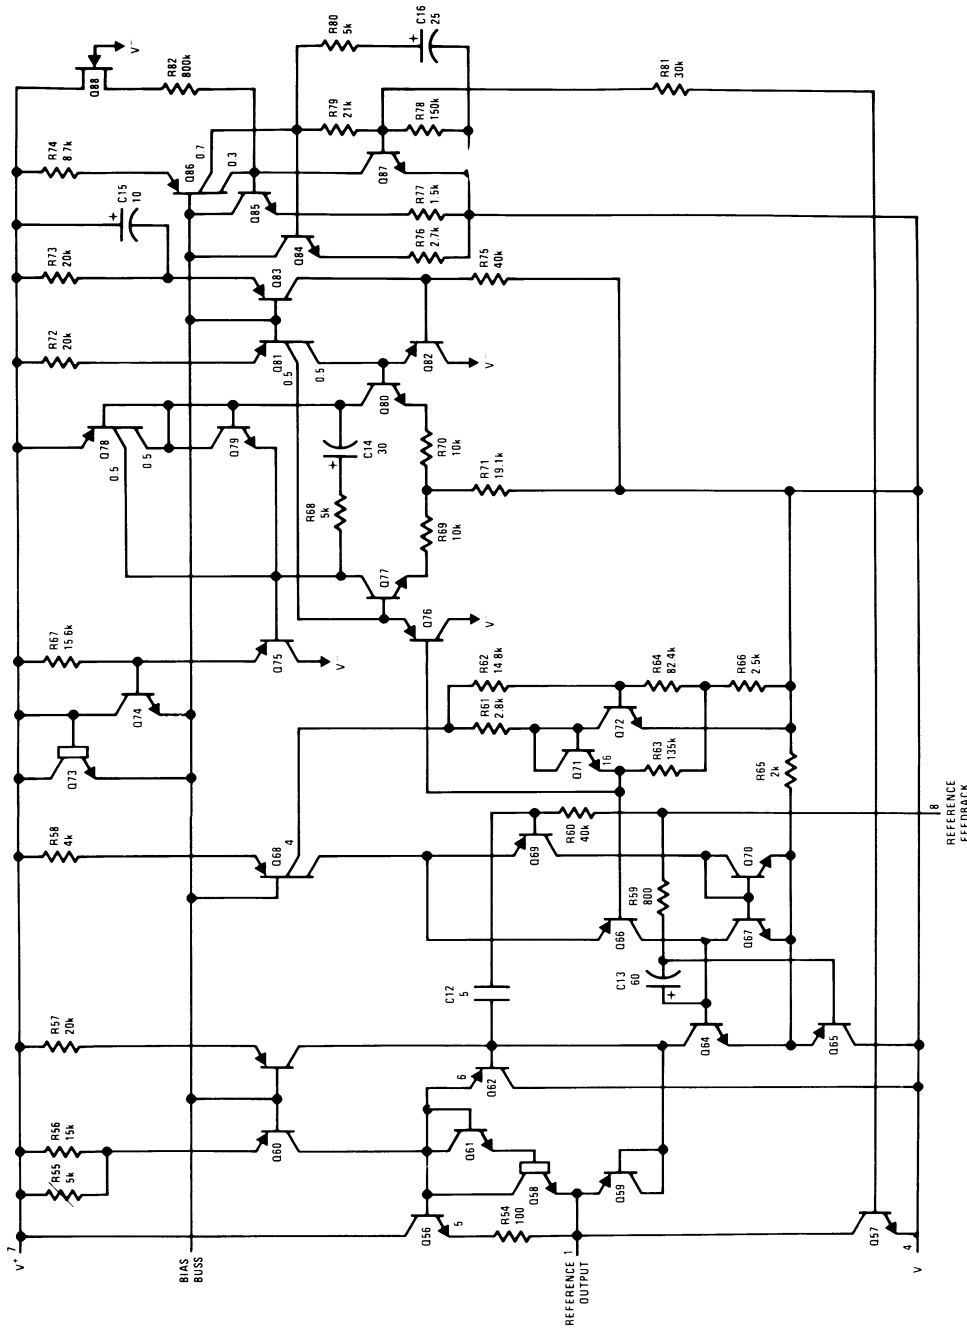 V⁺ 7
R55
5k
R56
15k
R57
20k
R58
4k
R67
15.6k
R72
20k
R73
20k
R74
8.7k
Q88
V⁻
C15
10
R82
800k
Q73
Q74
Q78
0.5
0.5
Q86
0.7
0.3
BIAS
BUSS
Q60
Q68
4
Q75
V⁻
Q79
Q81
0.5
0.5
Q83
Q84
Q85
R68
5k
C14
30
R79
21k
R80
5k
Q87
R78
150k
C16
25
R76
2.7k
R77
1.5k
Q77
Q80
Q82
V⁻
Q76
V⁻
R69
10k
R70
10k
R71
19.1k
R75
40k
Q56
5
Q61
Q62
6
C12
5
R54
100
Q58
Q59
Q69
R60
40k
R61
2.8k
R62
14.8k
Q71
16
Q72
REFERENCE 1
OUTPUT
Q66
R59
800
C13
60
R63
135k
R64
82.4k
R81
30k
Q64
Q67
Q70
R65
2k
R66
2.5k
Q65
Q57
V 4
8
REFERENCE
FEEDBACK